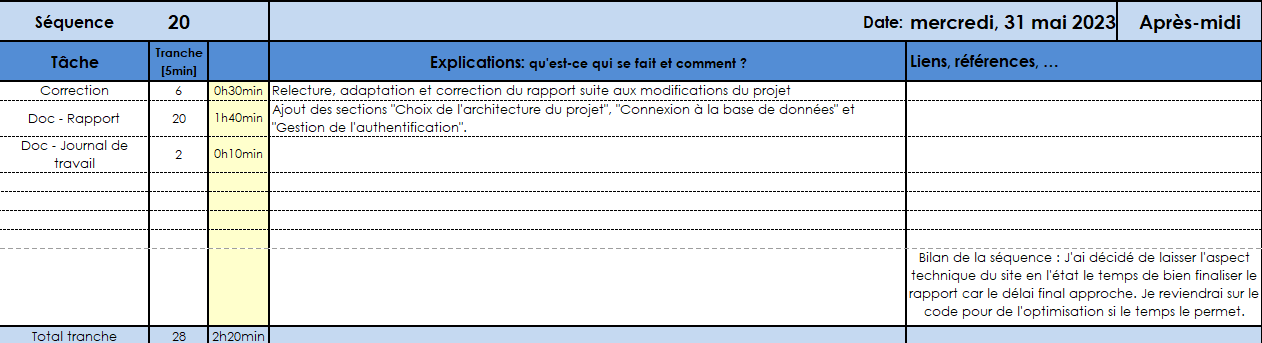 Séquence 20 Date: mercredi, 31 mai 2023 Après-midi
Tâche Tranche [5min] Explications: qu'est-ce qui se fait et comment ? Liens, références, ...
Correction 6 0h30min Relecture, adaptation et correction du rapport suite aux modifications du projet
Doc - Rapport 20 1h40min Ajout des sections "Choix de l'architecture du projet", "Connexion à la base de données" et
"Gestion de l'authentification".
Doc - Journal de
travail 2 0h10min
Bilan de la séquence : J'ai décidé de laisser l'aspect
technique du site en l'état le temps de bien finaliser le
rapport car le délai final approche. Je reviendrai sur le
code pour de l'optimisation si le temps le permet.
Total tranche 28 2h20min